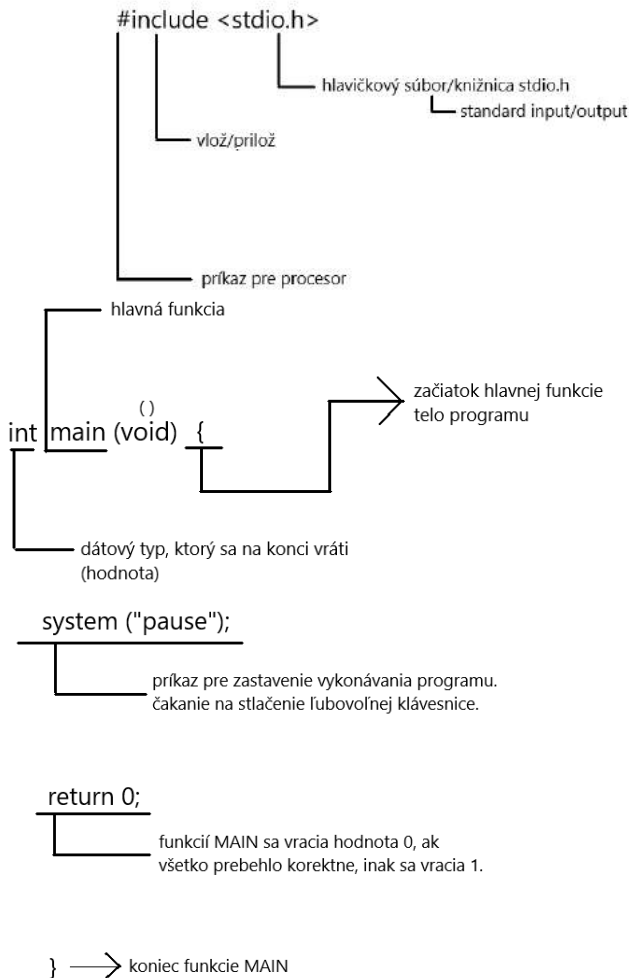 #include <stdio.h>
hlavičkový súbor/knižnica stdio.h
standard input/output
vlož/prilož
príkaz pre procesor
hlavná funkcia
začiatok hlavnej funkcie
telo programu
( )
int main (void) {
dátový typ, ktorý sa na konci vráti
(hodnota)
system ("pause");
príkaz pre zastavenie vykonávania programu.
čakanie na stlačenie ľubovoľnej klávesnice.
return 0;
funkcií MAIN sa vracia hodnota 0, ak
všetko prebehlo korektne, inak sa vracia 1.
} koniec funkcie MAIN